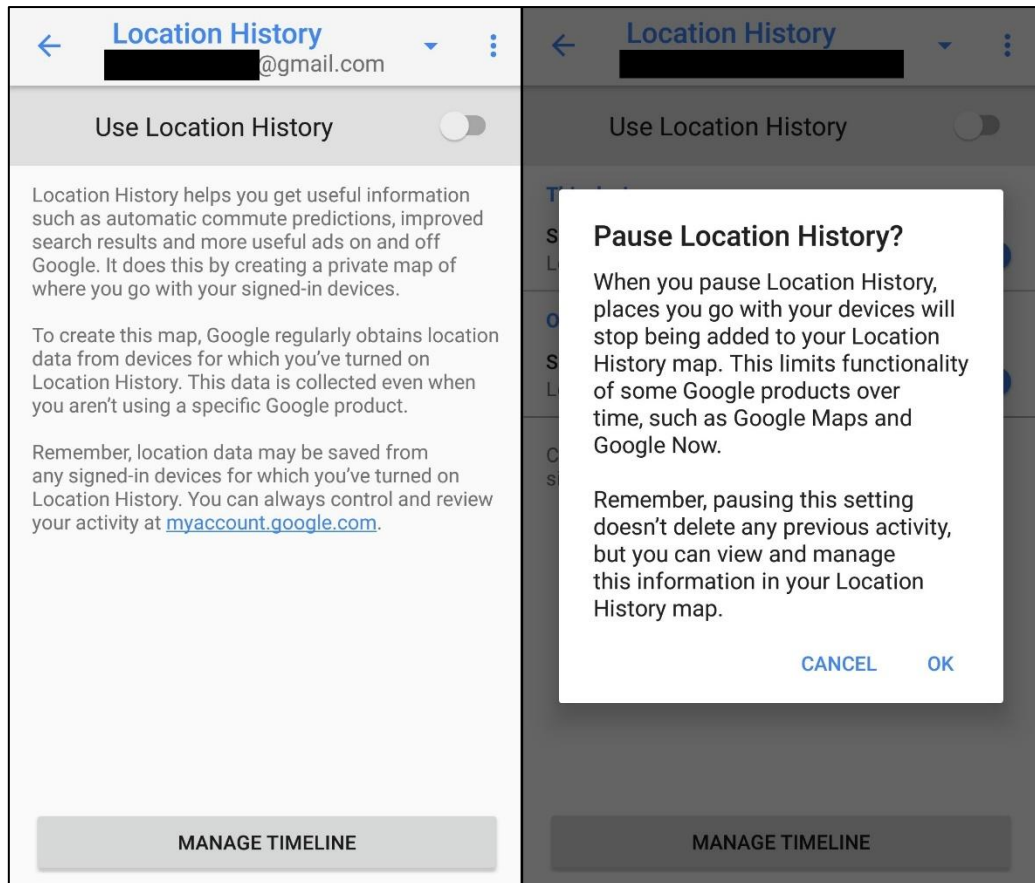 Location History
@gmail.com
Use Location History
Location History helps you get useful information
such as automatic commute predictions, improved
search results and more useful ads on and off
Google. It does this by creating a private map of
where you go with your signed-in devices.
To create this map, Google regularly obtains location
data from devices for which you've turned on
Location History. This data is collected even when
you aren't using a specific Google product.
Remember, location data may be saved from
any signed-in devices for which you've turned on
Location History. You can always control and review
your activity at myaccount.google.com.
MANAGE TIMELINE
Location History
Use Location History
Pause Location History?
When you pause Location History,
places you go with your devices will
stop being added to your Location
History map. This limits functionality
of some Google products over
time, such as Google Maps and
Google Now.
Remember, pausing this setting
doesn't delete any previous activity,
but you can view and manage
this information in your Location
History map.
CANCEL OK
MANAGE TIMELINE